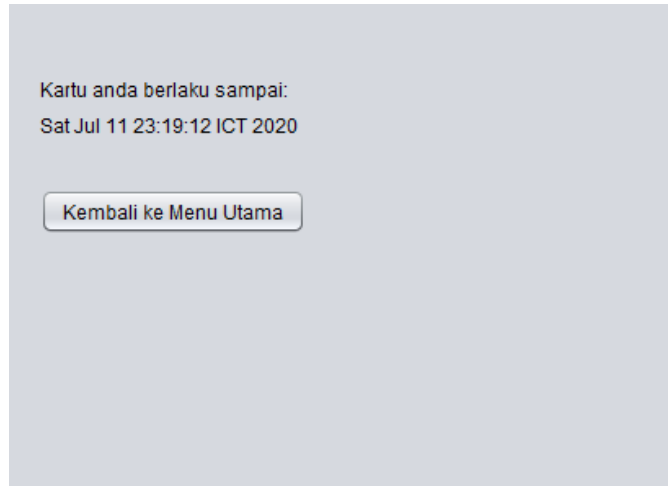 Kartu anda berlaku sampai:
Sat Jul 11 23:19:12 ICT 2020
Kembali ke Menu Utama